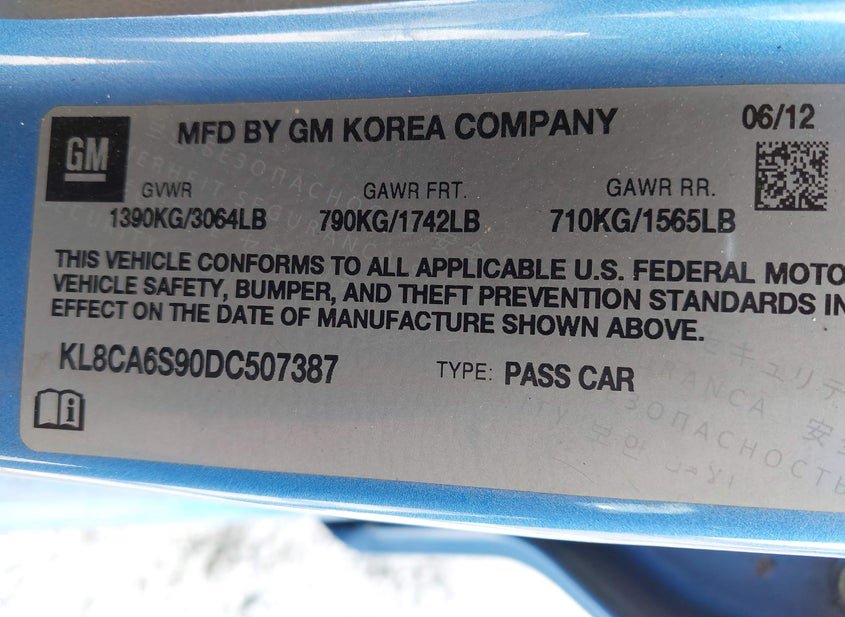 MFD BY GM KOREA COMPANY 06/12
GM
GVWR GAWR FRT. GAWR RR.
1390KG/3064LB 790KG/1742LB 710KG/1565LB
THIS VEHICLE CONFORMS TO ALL APPLICABLE U.S. FEDERAL MOTO
VEHICLE SAFETY, BUMPER, AND THEFT PREVENTION STANDARDS IN
EFFECT ON THE DATE OF MANUFACTURE SHOWN ABOVE.
KL8CA6S90DC507387 TYPE: PASS CAR